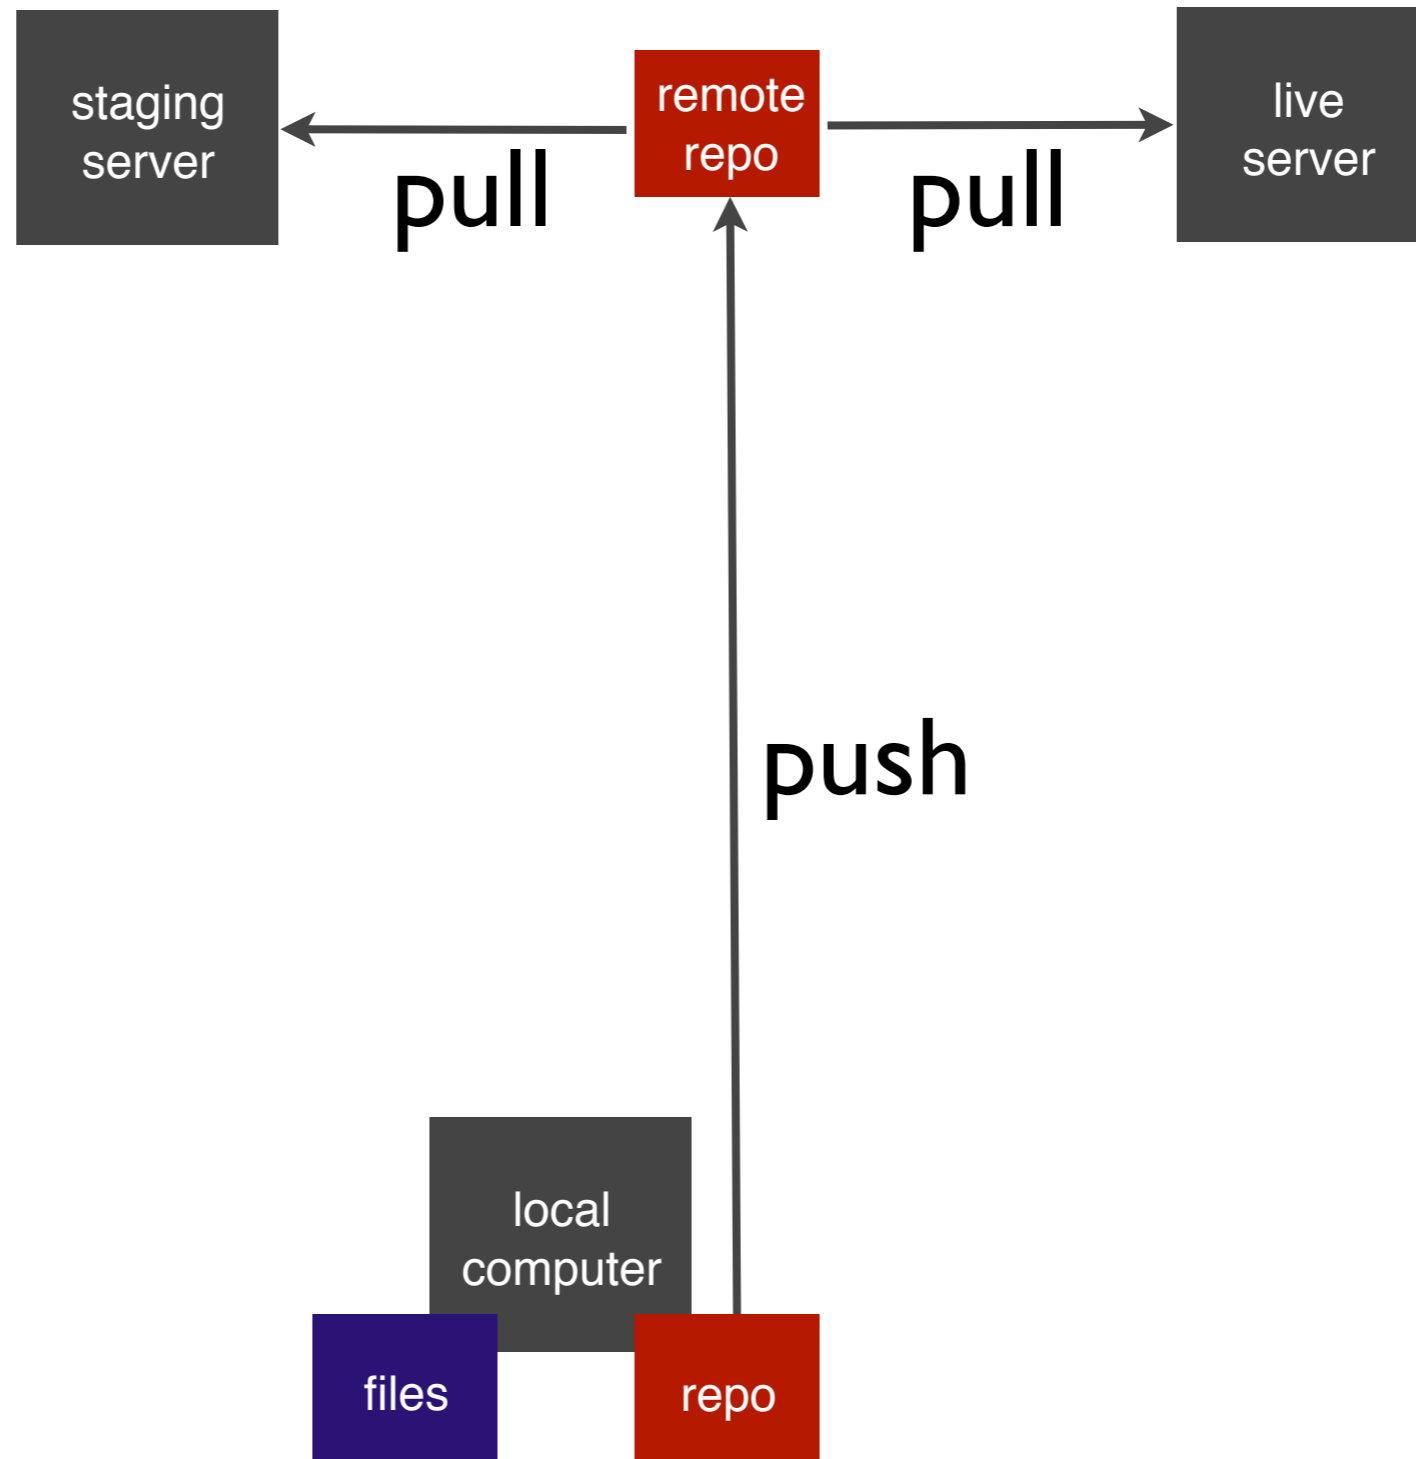 staging
server
pull
remote
repo
pull
live
server
push
local
computer
files
repo